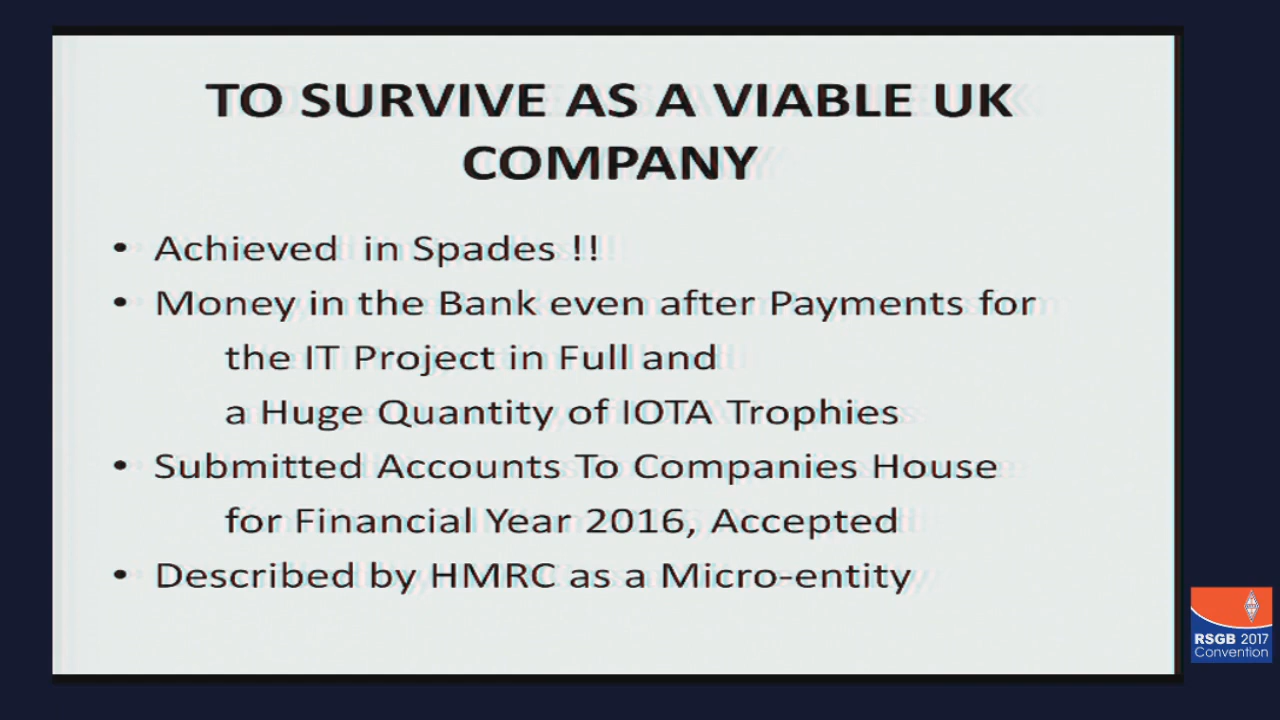 TO SURVIVE AS A VIABLE UK
COMPANY
• Achieved in Spades !!
• Money in the Bank even after Payments for
the IT Project in Full and
a Huge Quantity of IOTA Trophies
• Submitted Accounts To Companies House
for Financial Year 2016, Accepted
• Described by HMRC as a Micro-entity
RSGB 2017
Convention